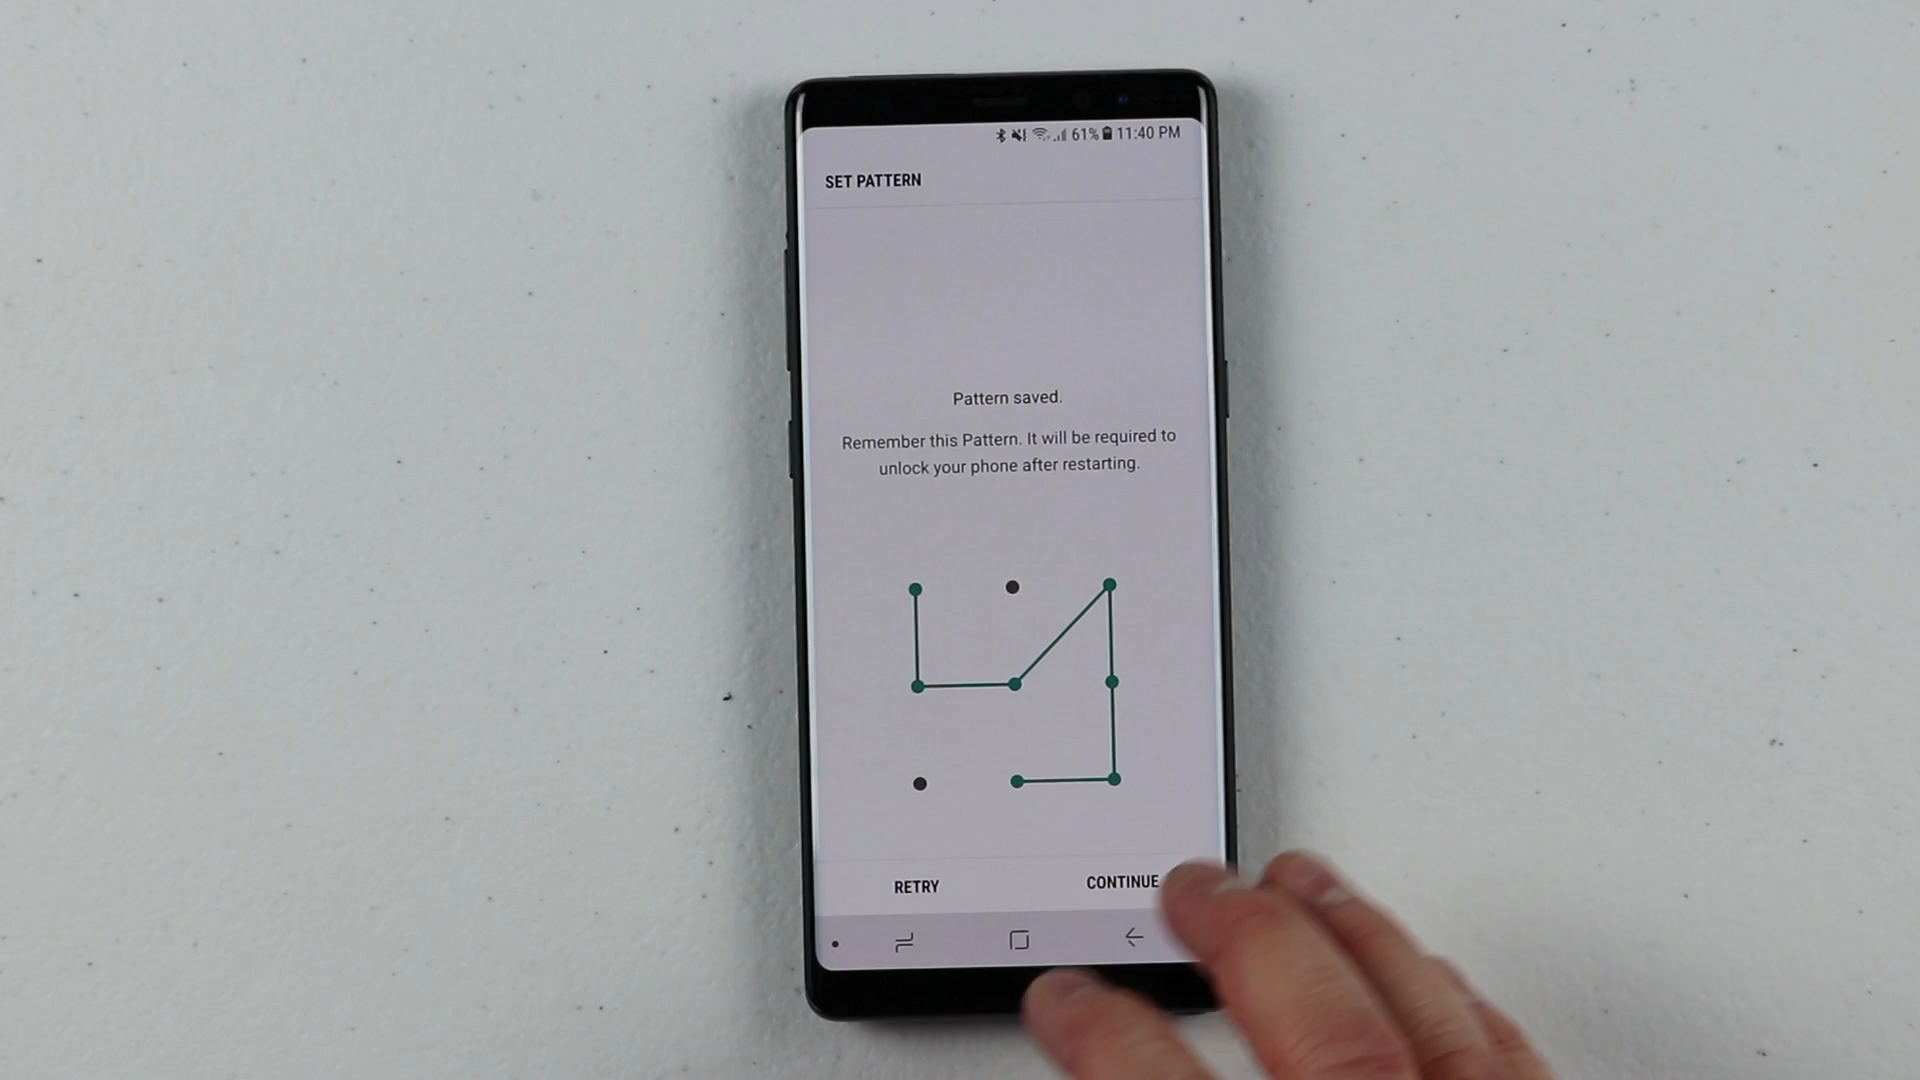 61% 11:40 PM
SET PATTERN
Pattern saved.
Remember this Pattern. It will be required to
unlock your phone after restarting.
RETRY CONTINUE